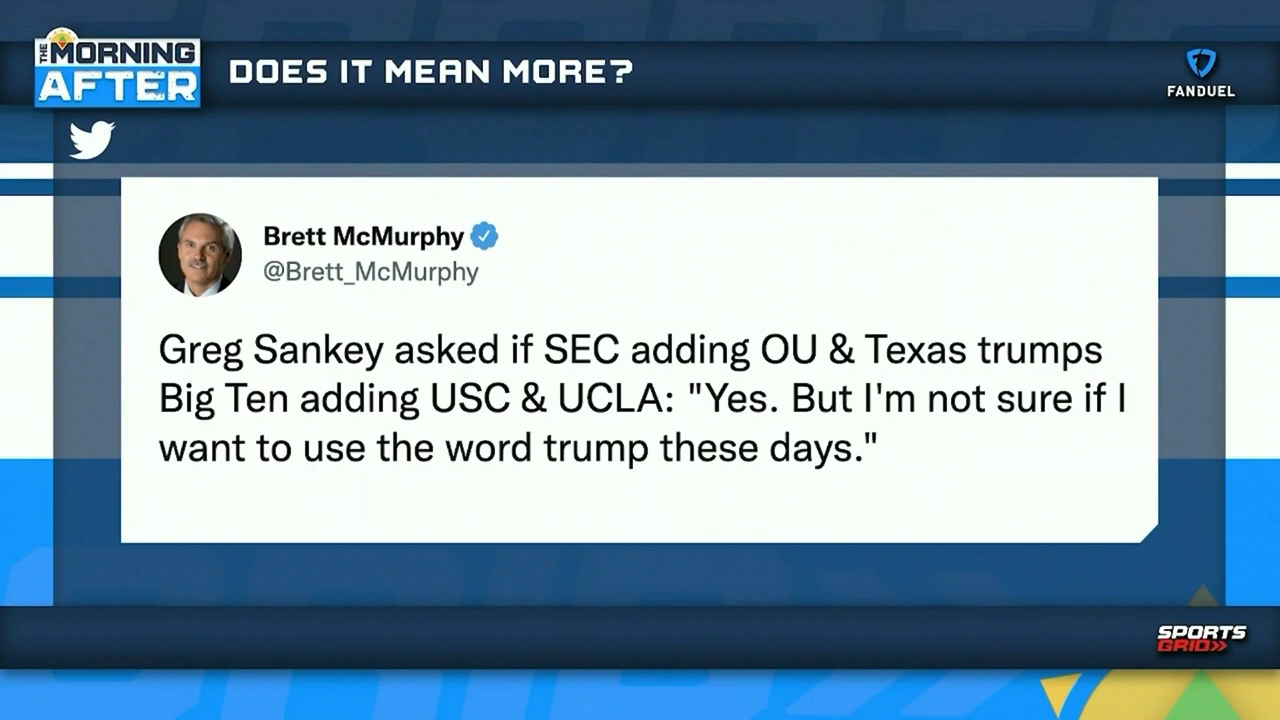 THE
MORNING
AFTER
DOES IT MEAN MORE?
FANDUEL
Brett McMurphy
@Brett_McMurphy
Greg Sankey asked if SEC adding OU & Texas trumps
Big Ten adding USC & UCLA: "Yes. But I'm not sure if I
want to use the word trump these days."
SPORTS
GRID